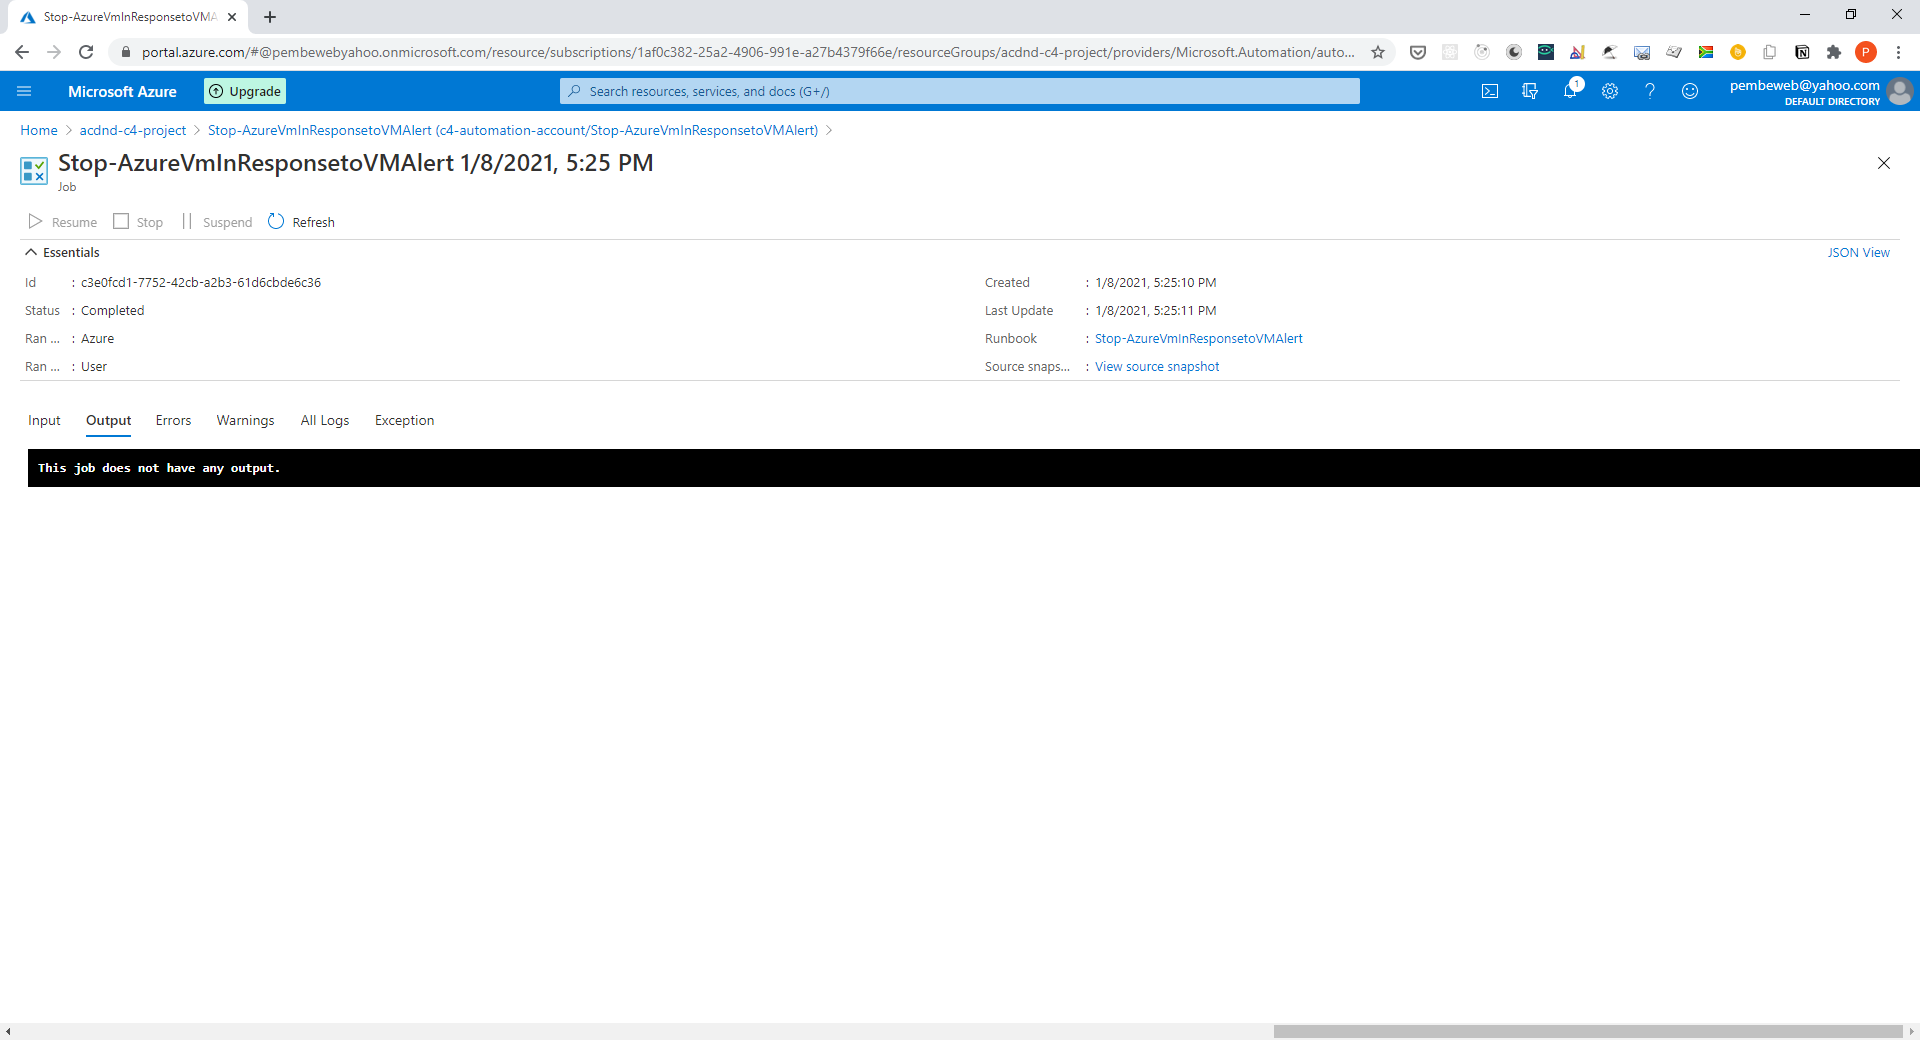 Stop-AzureVmInResponsetoVMA
portal.azure.com/#@pembewebyahoo.onmicrosoft.com/resource/subscriptions/1af0c382-25a2-4906-991e-a27b4379f66e/resourceGroups/acdnd-c4-project/providers/Microsoft.Automation/auto...
P
Microsoft Azure
Upgrade
Search resources, services, and docs (G+/)
1
pembeweb@yahoo.com
DEFAULT DIRECTORY
Home > acdnd-c4-project > Stop-AzureVmInResponsetoVMAlert (c4-automation-account/Stop-AzureVmInResponsetoVMAlert) >
Stop-AzureVmInResponsetoVMAlert 1/8/2021, 5:25 PM
Job
Resume Stop Suspend Refresh
Essentials
JSON View
Id : c3e0fcd1-7752-42cb-a2b3-61d6cbde6c36
Created : 1/8/2021, 5:25:10 PM
Status : Completed
Last Update : 1/8/2021, 5:25:11 PM
Ran ... : Azure
Runbook : Stop-AzureVmInResponsetoVMAlert
Ran ... : User
Source snaps... : View source snapshot
Input Output Errors Warnings All Logs Exception
This job does not have any output.